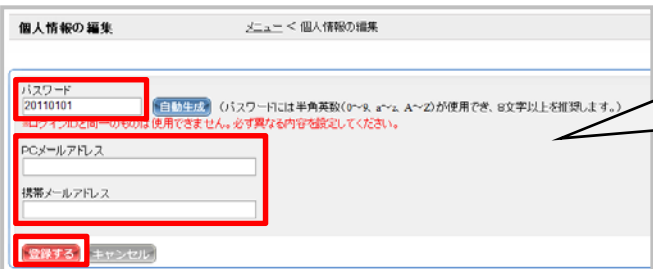 個人情報の編集
メニュー < 個人情報の編集
パスワード
20110101 自動生成 (パスワードには半角英数(0~9、a~z、A~Z)が使用でき、8文字以上を推奨します。)
※ログインIDと同一のものは使用できません。必ず異なる内容を設定してください。
PCメールアドレス
携帯メールアドレス
登録する キャンセル